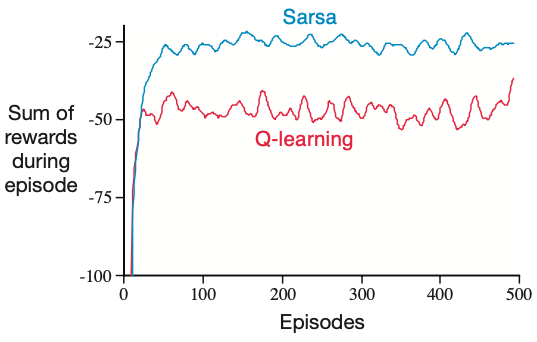 Sarsa
-25
Sum of
rewards
during
episode
-50
Q-learning
-75
-100
0 100 200 300 400 500
Episodes